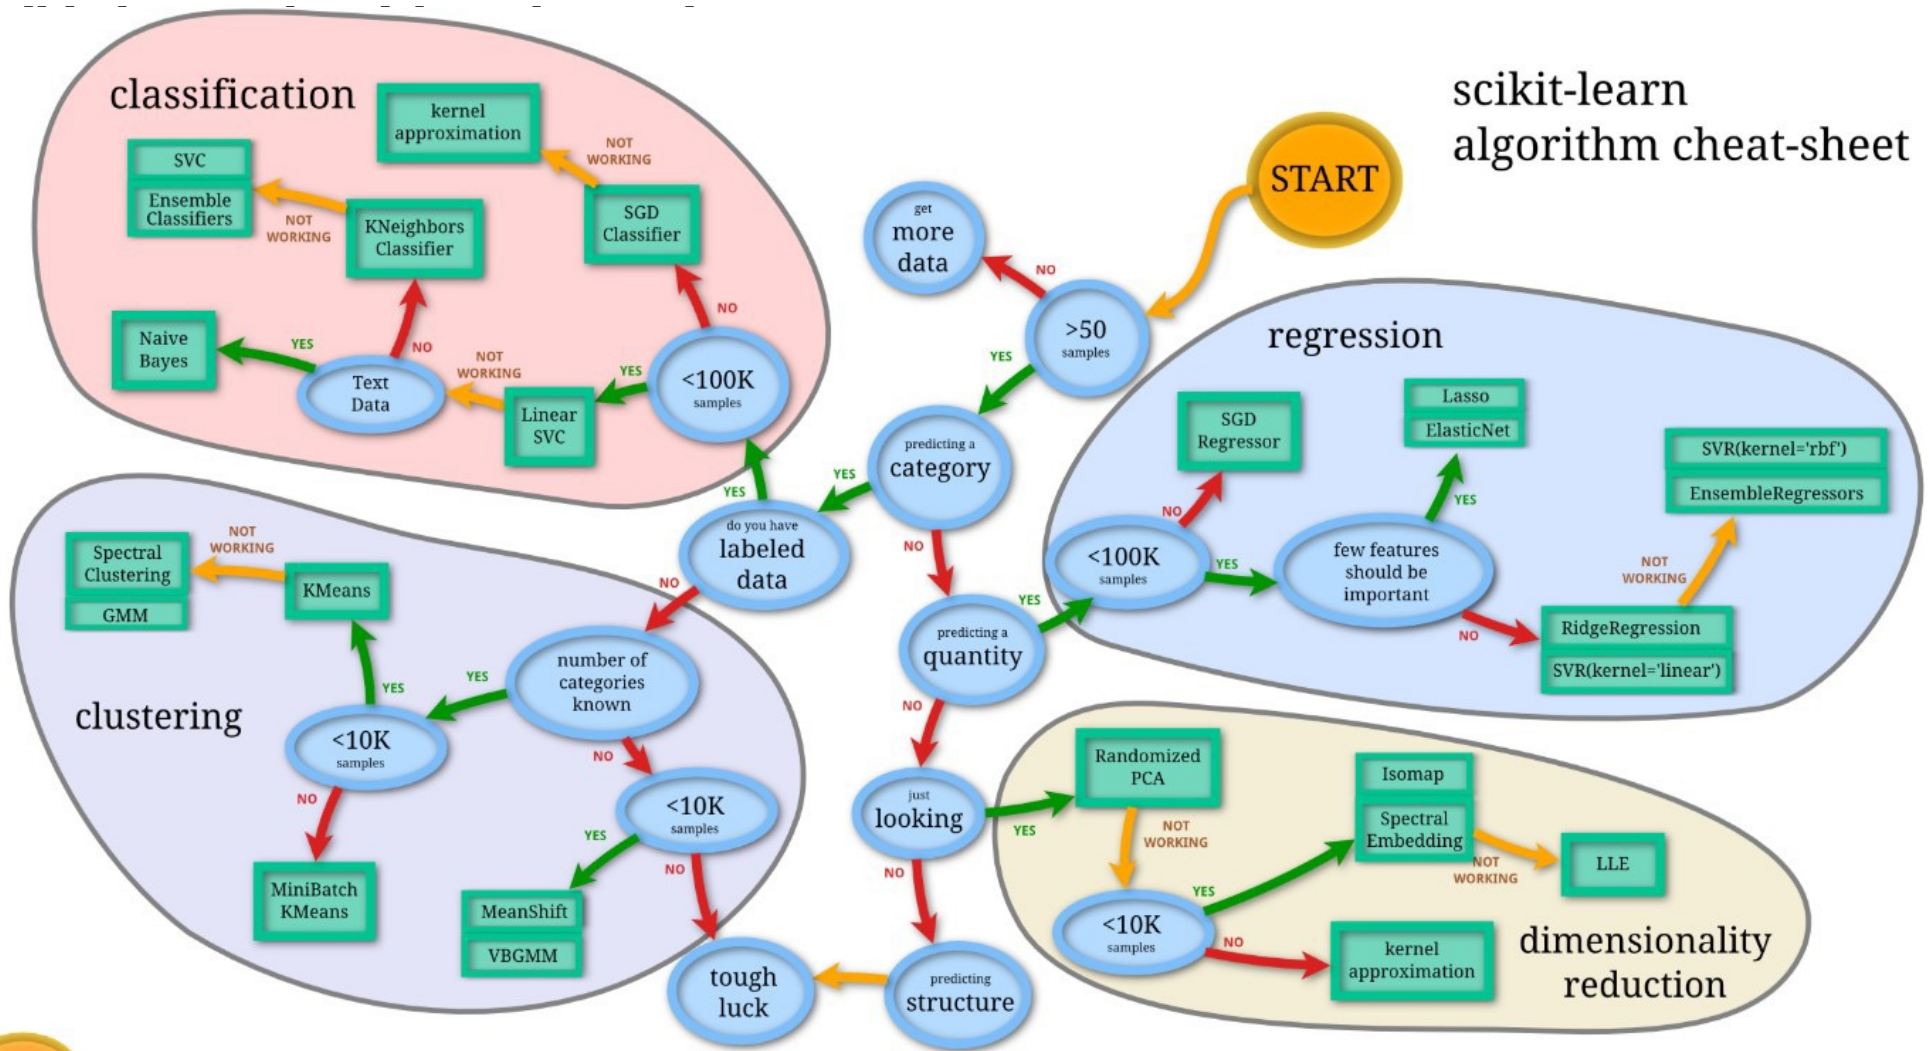 scikit-learn
algorithm cheat-sheet
START
get
more
data
NO
>50
samples
YES
predicting a
category
YES
NO
do you have
labeled
data
YES
NO
predicting a
quantity
YES
NO
just
looking
YES
NO
predicting
structure
tough
luck
classification
kernel
approximation
NOT
WORKING
SVC
Ensemble
Classifiers
NOT
WORKING
KNeighbors
Classifier
SGD
Classifier
NO
Naive
Bayes
YES
NO
Text
Data
NOT
WORKING
Linear
SVC
YES
<100K
samples
regression
SGD
Regressor
NO
<100K
samples
YES
Lasso
ElasticNet
YES
few features
should be
important
NO
SVR(kernel='rbf')
EnsembleRegressors
NOT
WORKING
RidgeRegression
SVR(kernel='linear')
clustering
Spectral
Clustering
GMM
NOT
WORKING
KMeans
YES
<10K
samples
NO
MiniBatch
KMeans
number of
categories
known
YES
NO
<10K
samples
YES
NO
MeanShift
VBGMM
dimensionality
reduction
Randomized
PCA
NOT
WORKING
<10K
samples
YES
NO
Isomap
Spectral
Embedding
NOT
WORKING
LLE
kernel
approximation